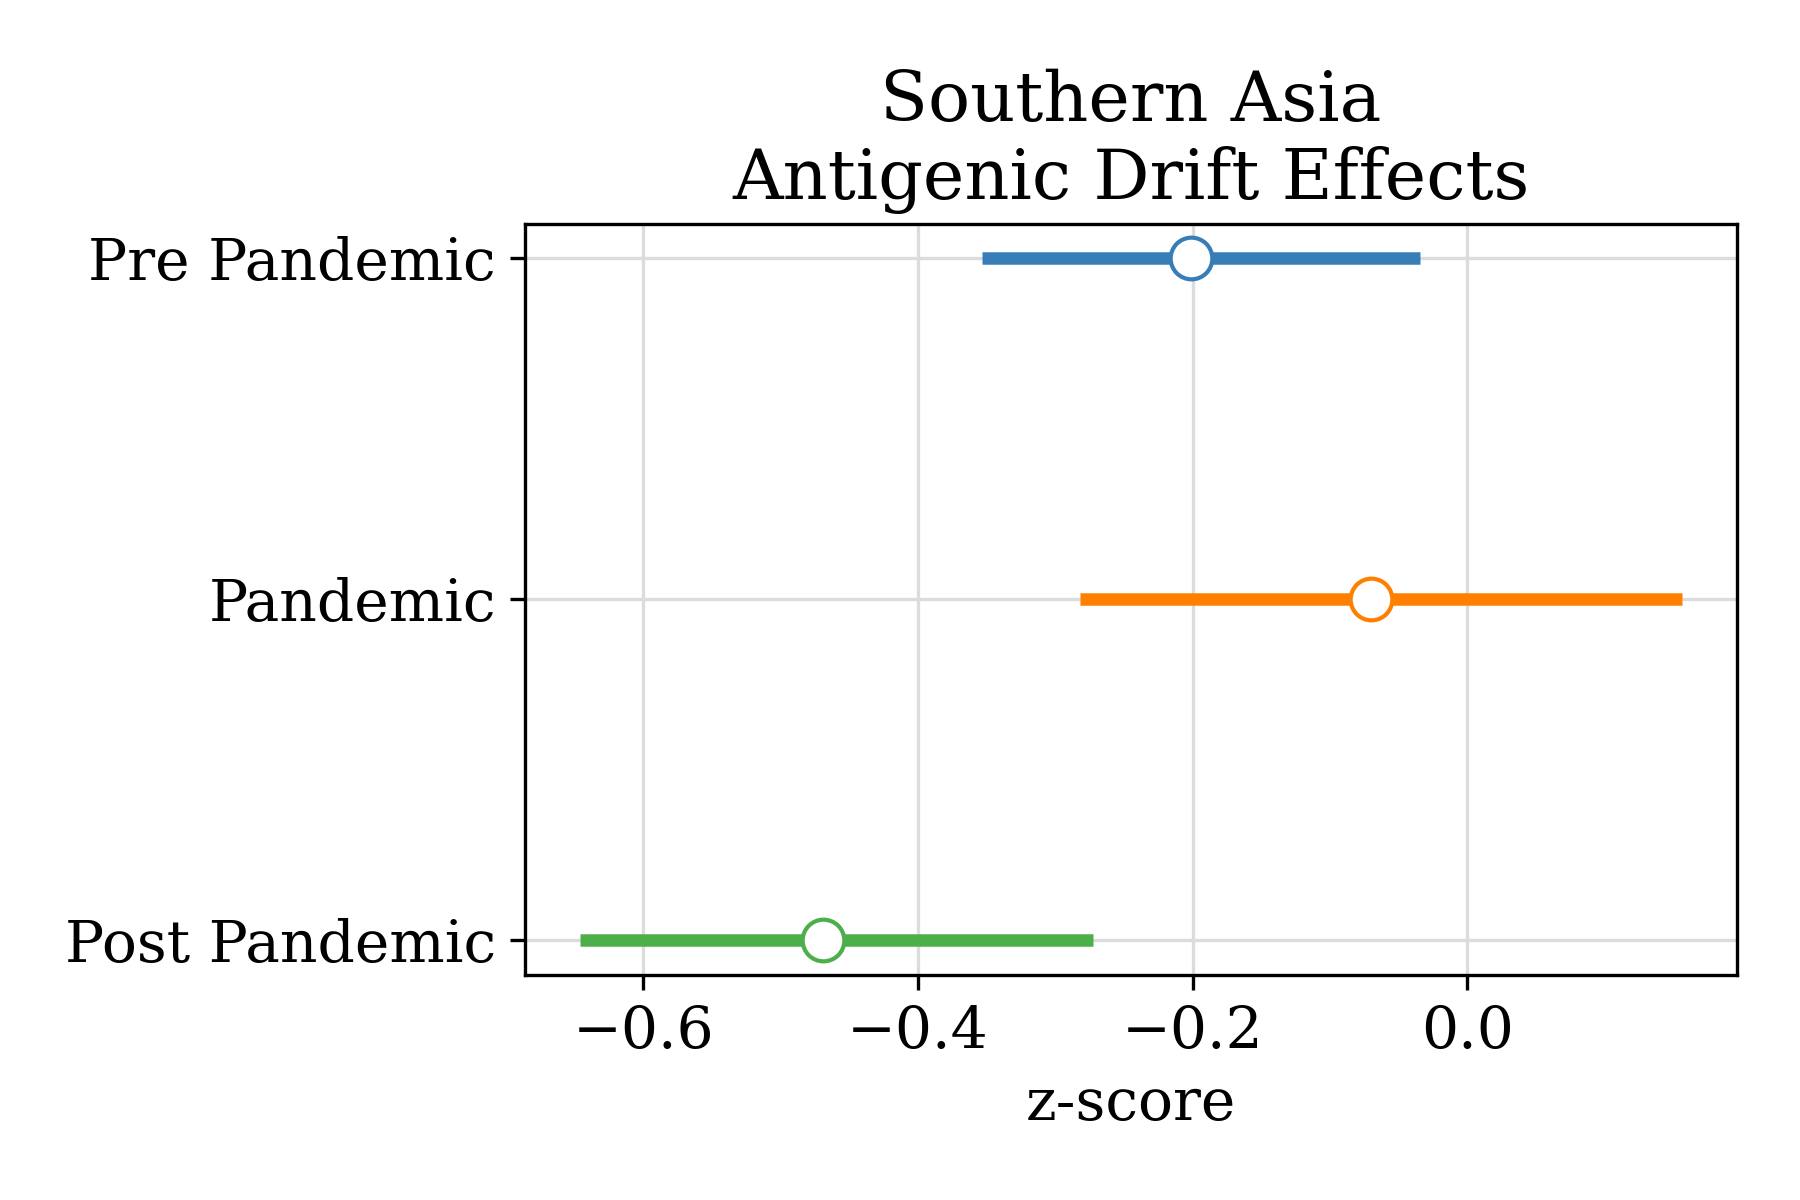 Southern Asia
Antigenic Drift Effects
Pre Pandemic
Pandemic
Post Pandemic
−0.6 −0.4 −0.2 0.0
z-score